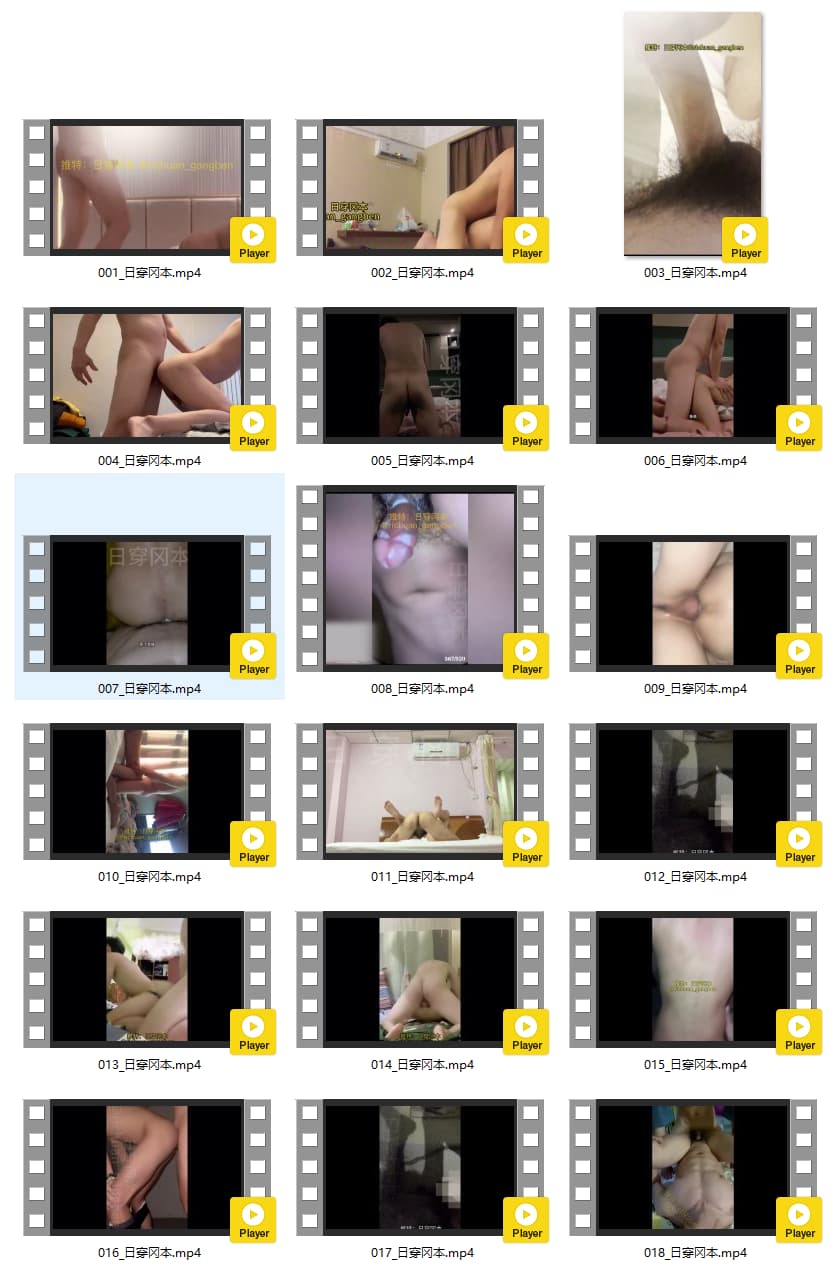 推特：日穿冈本@richuan_gangben
推特：日穿冈本@richuan_gangben
日穿冈本
an_gangben
Player
Player
Player
001_日穿冈本.mp4
002_日穿冈本.mp4
003_日穿冈本.mp4
Player
Player
Player
004_日穿冈本.mp4
005_日穿冈本.mp4
006_日穿冈本.mp4
日穿冈本
推特：日穿冈本
@richuan_gangben
Player
Player
Player
007_日穿冈本.mp4
008_日穿冈本.mp4
009_日穿冈本.mp4
Player
Player
Player
010_日穿冈本.mp4
011_日穿冈本.mp4
012_日穿冈本.mp4
Player
Player
Player
013_日穿冈本.mp4
014_日穿冈本.mp4
015_日穿冈本.mp4
Player
Player
Player
016_日穿冈本.mp4
017_日穿冈本.mp4
018_日穿冈本.mp4